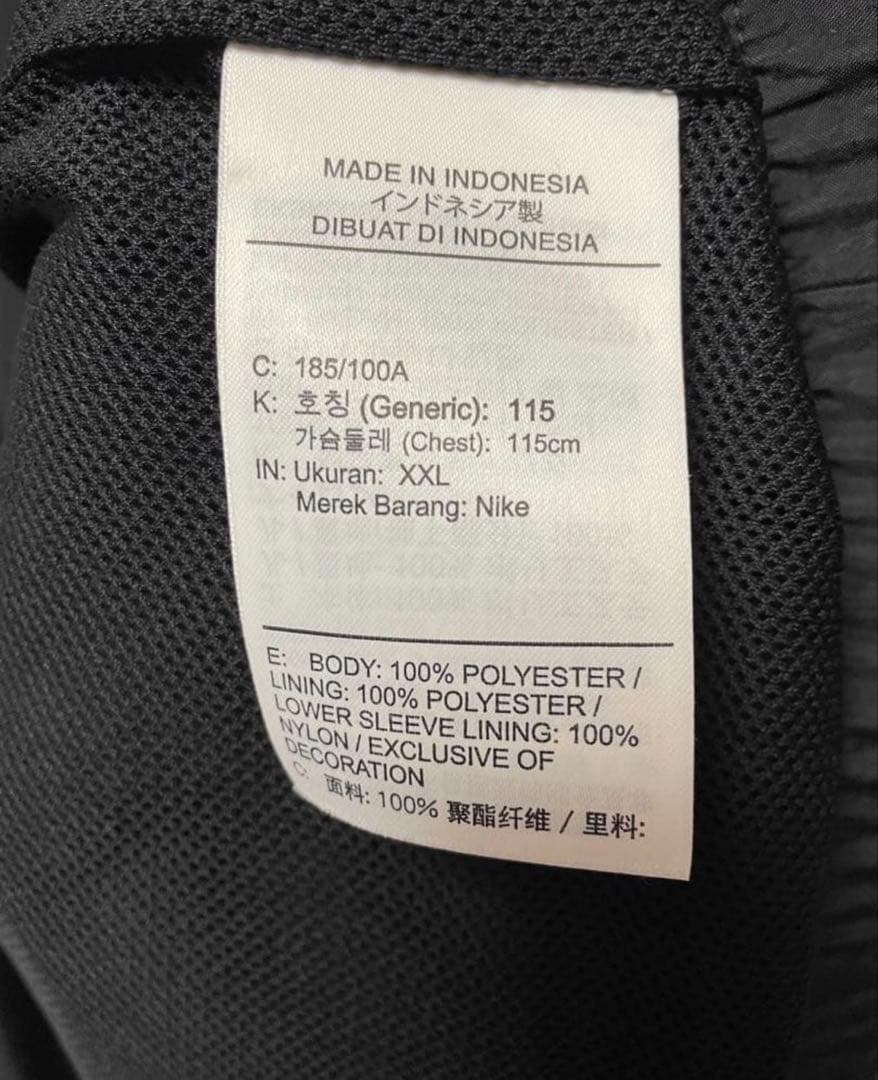 MADE IN INDONESIA
インドネシア製
DIBUAT DI INDONESIA
C: 185/100A
K: 호칭 (Generic): 115
가슴둘레 (Chest): 115cm
IN: Ukuran: XXL
Merek Barang: Nike
E: BODY: 100% POLYESTER /
LINING: 100% POLYESTER /
LOWER SLEEVE LINING: 100%
NYLON / EXCLUSIVE OF
DECORATION
C: 面料: 100% 聚酯纤维 / 里料: